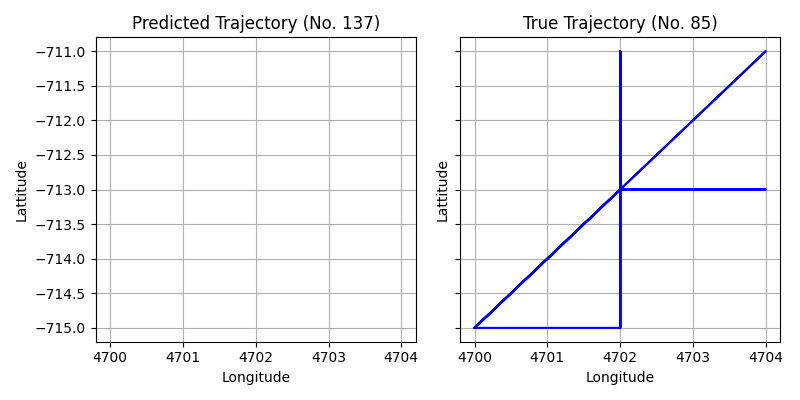 Predicted Trajectory (No. 137)
−711.0
−711.5
−712.0
−712.5
−713.0
−713.5
−714.0
−714.5
−715.0
Lattitude
4700 4701 4702 4703 4704
Longitude
True Trajectory (No. 85)
Lattitude
4700 4701 4702 4703 4704
Longitude